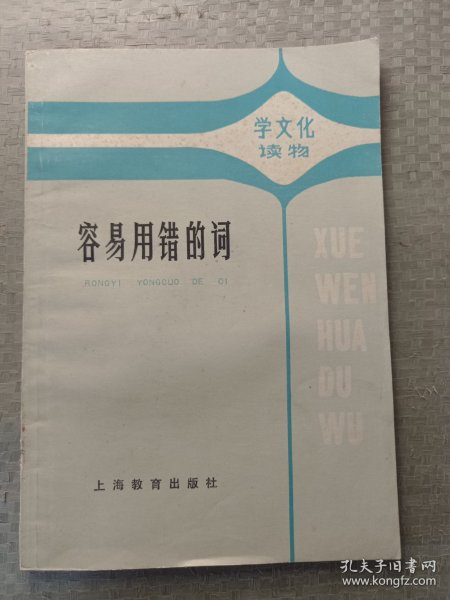 学文化
读物
容易用错的词
RONGYI YONGCUO DE CI
XUE
WEN
HUA
DU
WU
上海教育出版社
孔夫子旧书网
www.kongfz.com